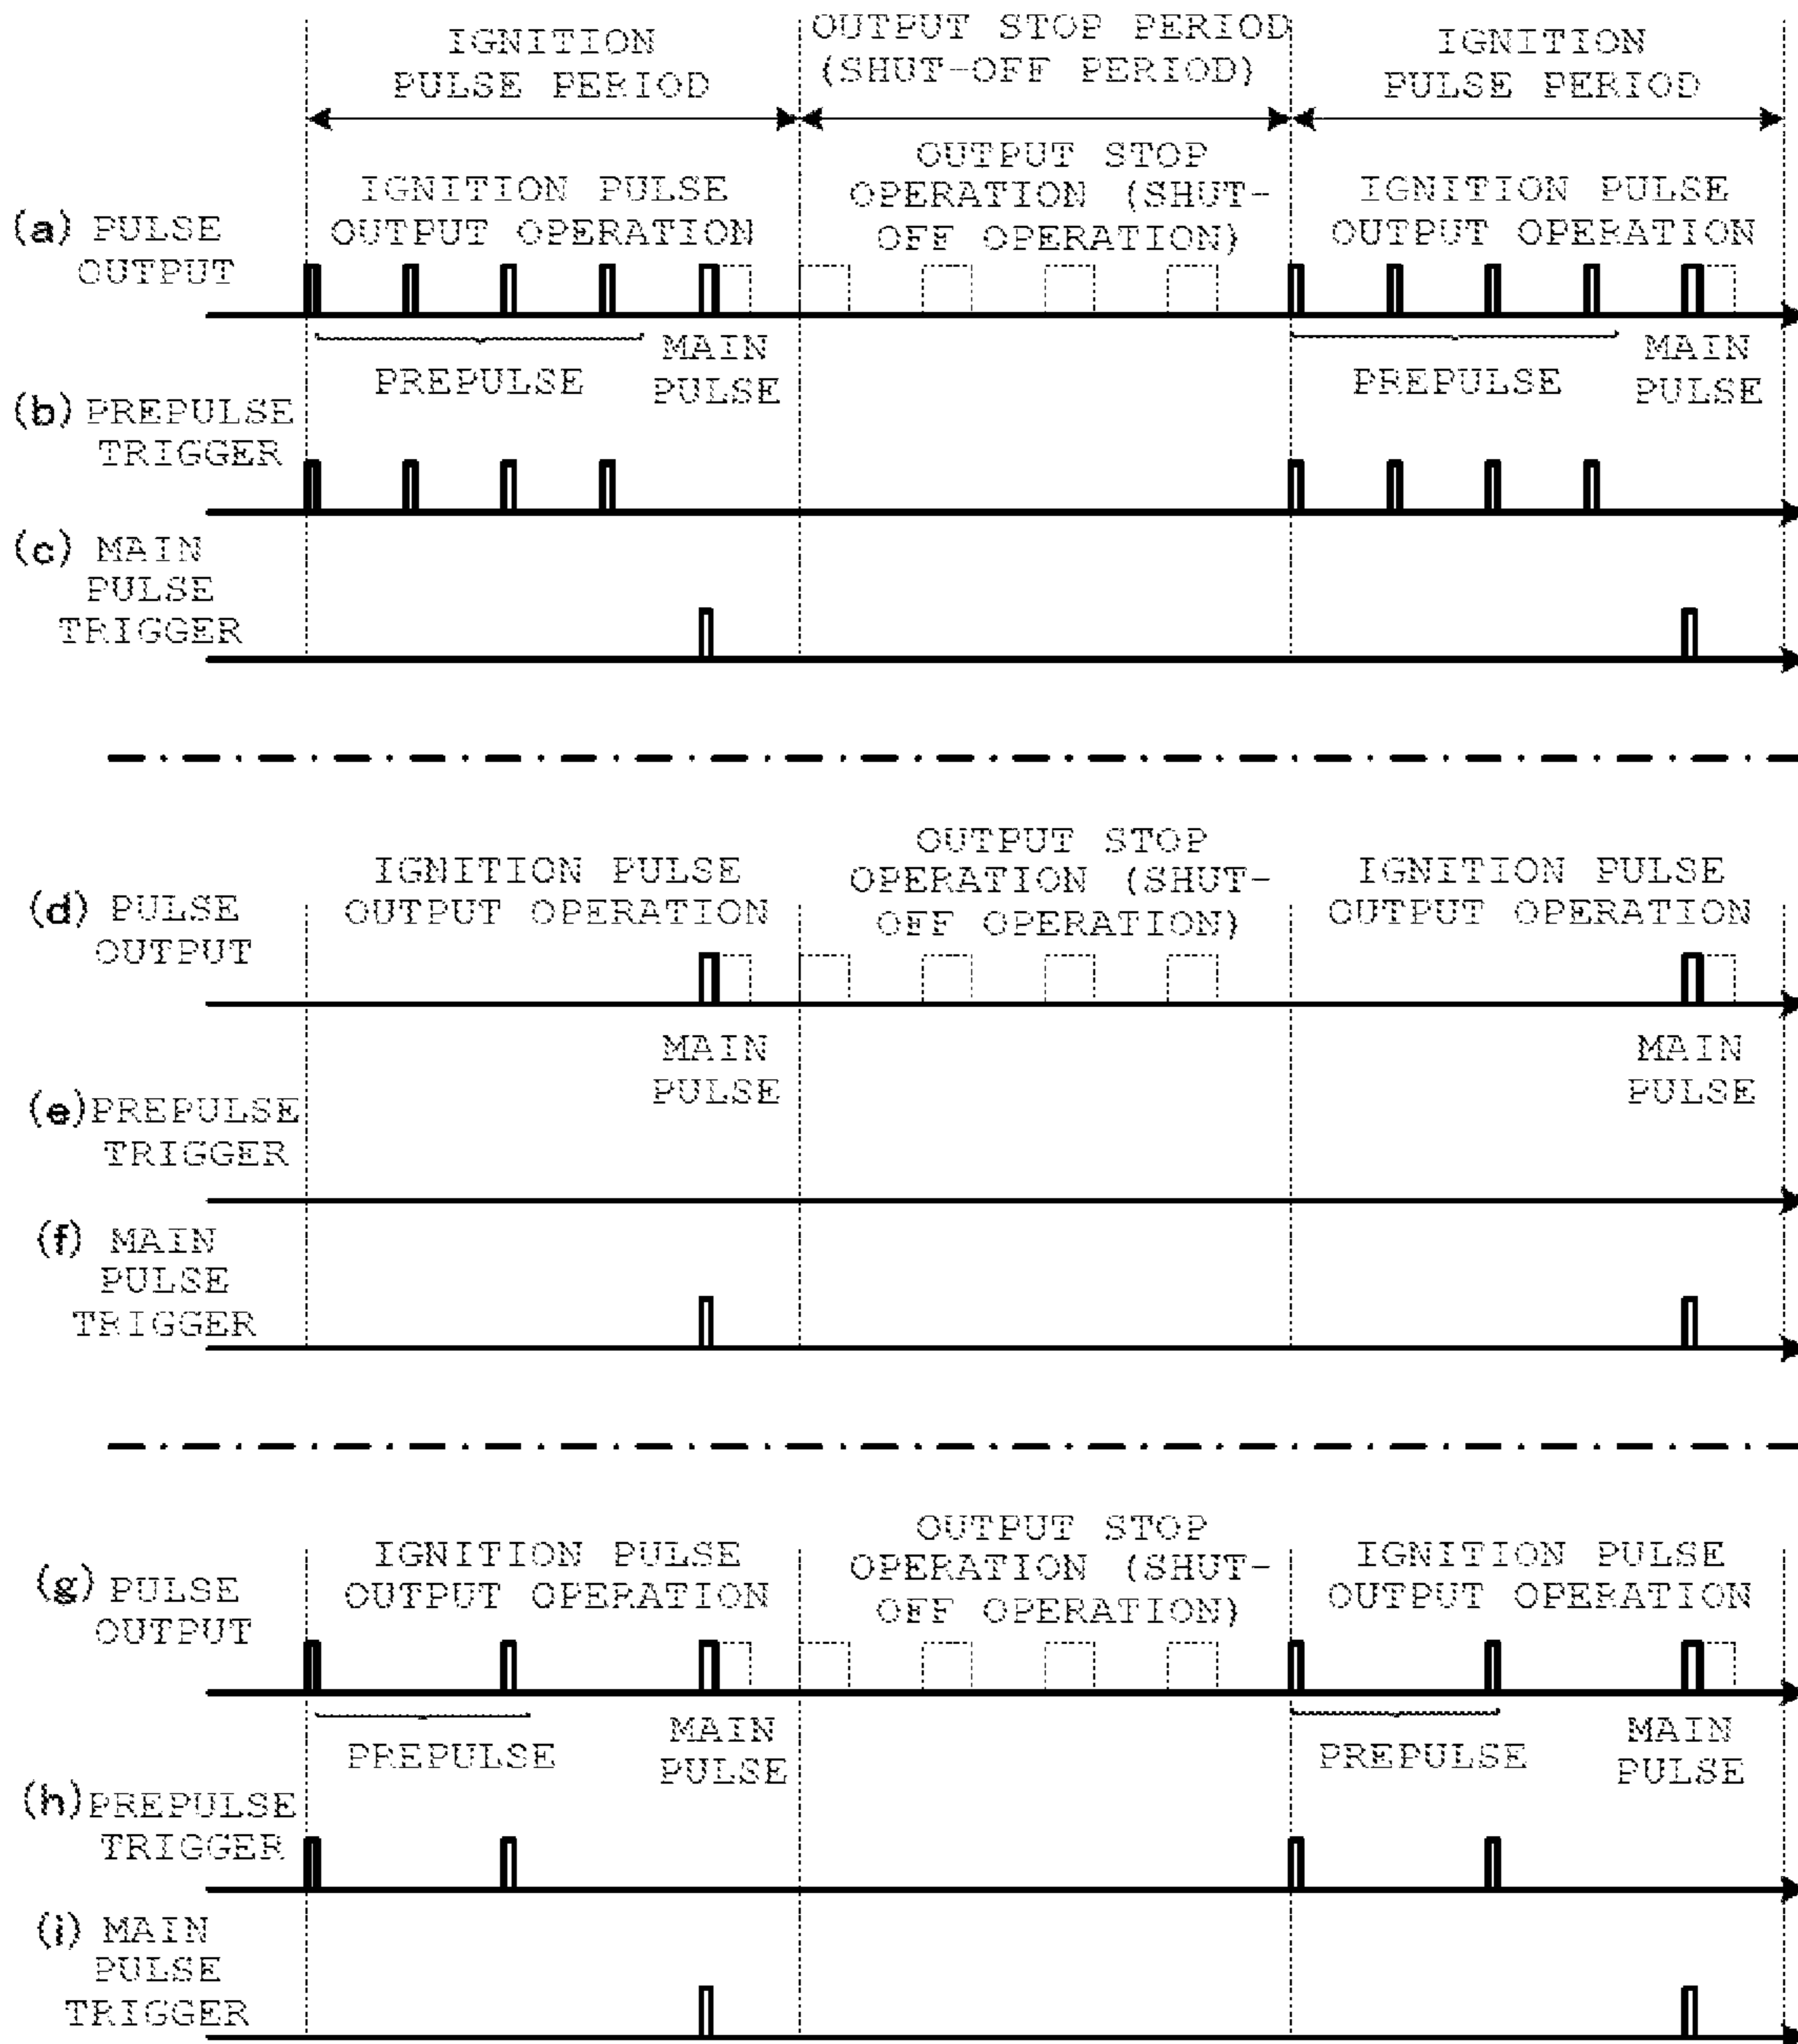 IGNITION
PULSE PERIOD
OUTPUT STOP PERIOD
(SHUT-OFF PERIOD)
IGNITION
PULSE PERIOD
(a) PULSE
OUTPUT
IGNITION PULSE
OUTPUT OPERATION
OUTPUT STOP
OPERATION (SHUT-
OFF OPERATION)
IGNITION PULSE
OUTPUT OPERATION
PREPULSE
MAIN
PULSE
PREPULSE
MAIN
PULSE
(b) PREPULSE
TRIGGER
(c) MAIN
PULSE
TRIGGER
(d) PULSE
OUTPUT
IGNITION PULSE
OUTPUT OPERATION
OUTPUT STOP
OPERATION (SHUT-
OFF OPERATION)
IGNITION PULSE
OUTPUT OPERATION
MAIN
PULSE
MAIN
PULSE
(e) PREPULSE
TRIGGER
(f) MAIN
PULSE
TRIGGER
(g) PULSE
OUTPUT
IGNITION PULSE
OUTPUT OPERATION
OUTPUT STOP
OPERATION (SHUT-
OFF OPERATION)
IGNITION PULSE
OUTPUT OPERATION
PREPULSE
MAIN
PULSE
PREPULSE
MAIN
PULSE
(h) PREPULSE
TRIGGER
(i) MAIN
PULSE
TRIGGER